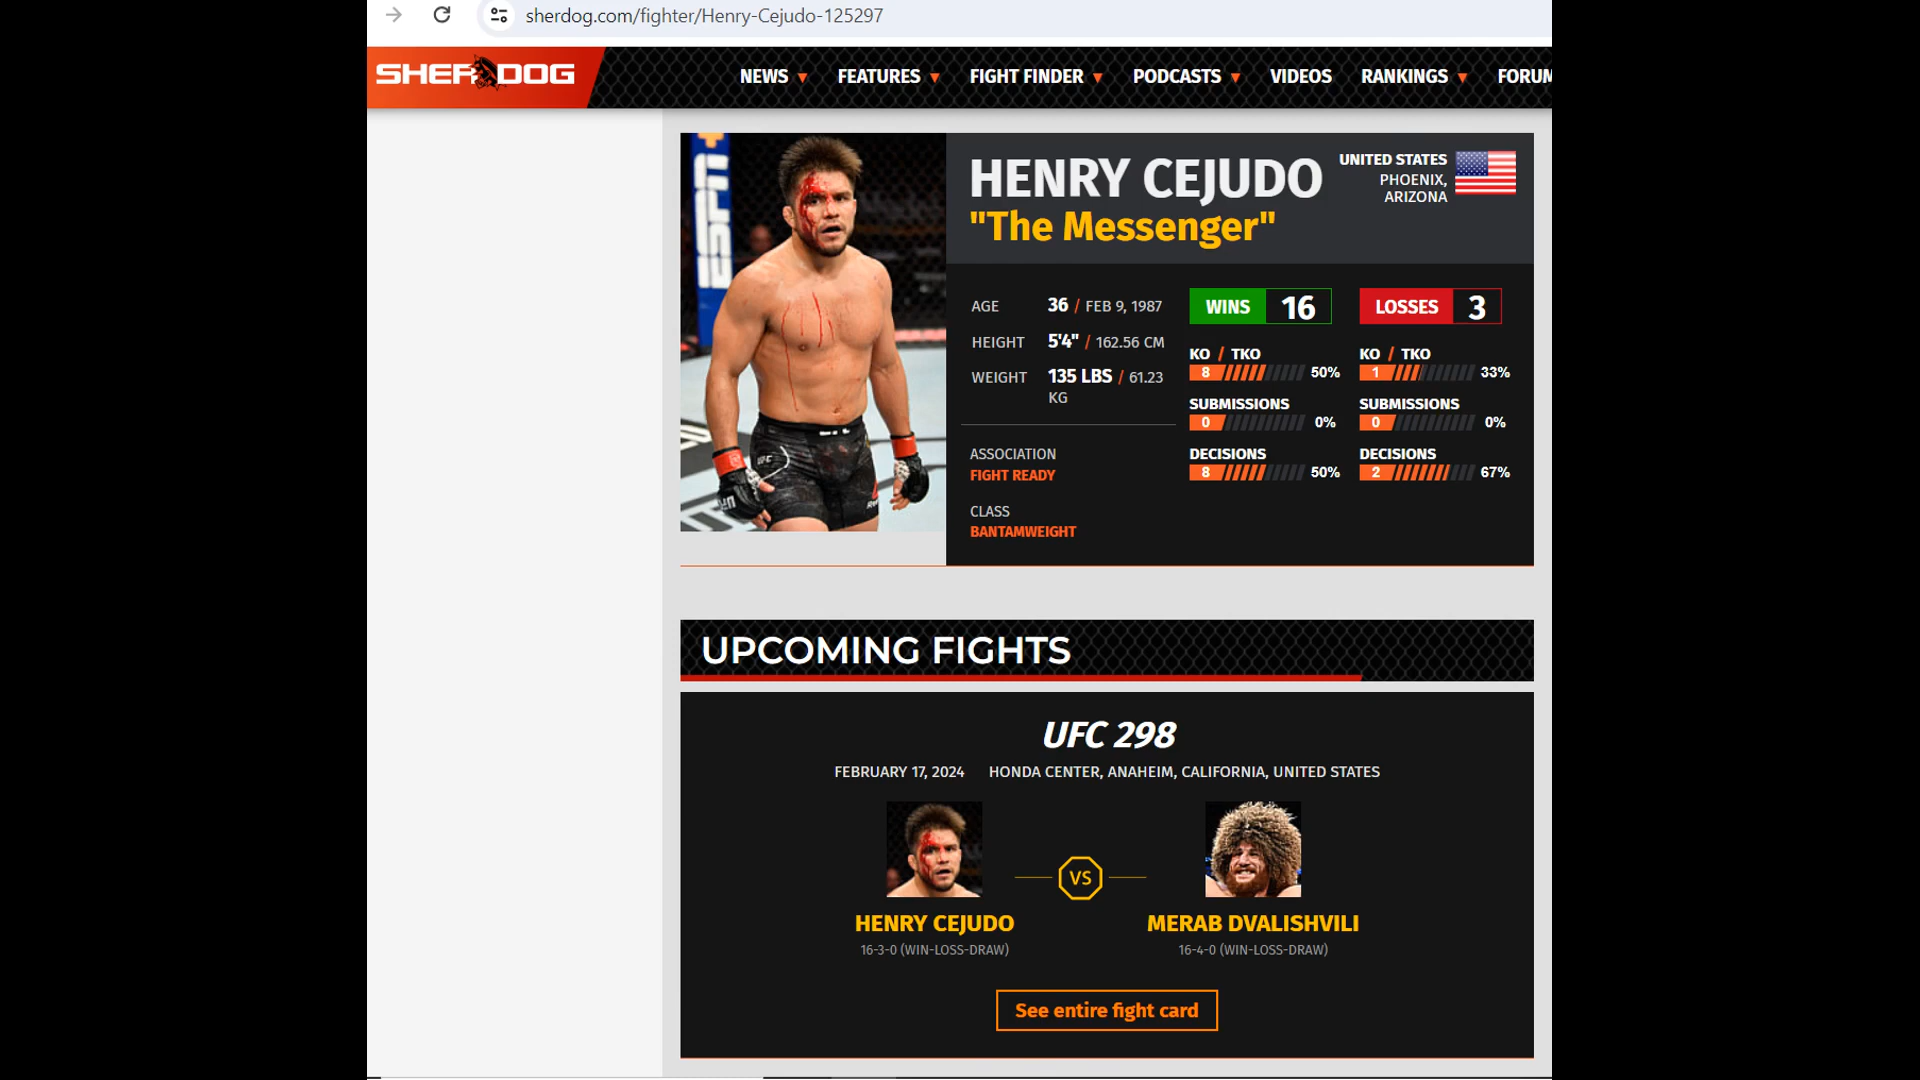 sherdog.com/fighter/Henry-Cejudo-125297
SHERDOG
NEWS ▼ FEATURES ▼ FIGHT FINDER ▼ PODCASTS ▼ VIDEOS RANKINGS ▼ FORUM
ESPN+
HENRY CEJUDO
"The Messenger"
UNITED STATES
PHOENIX,
ARIZONA
AGE 36 / FEB 9, 1987
HEIGHT 5'4" / 162.56 CM
WEIGHT 135 LBS / 61.23
KG
ASSOCIATION
FIGHT READY
CLASS
BANTAMWEIGHT
WINS 16
KO / TKO
8 50%
SUBMISSIONS
0 0%
DECISIONS
8 50%
LOSSES 3
KO / TKO
1 33%
SUBMISSIONS
0 0%
DECISIONS
2 67%
UPCOMING FIGHTS
UFC 298
FEBRUARY 17, 2024 HONDA CENTER, ANAHEIM, CALIFORNIA, UNITED STATES
VS
HENRY CEJUDO
16-3-0 (WIN-LOSS-DRAW)
MERAB DVALISHVILI
16-4-0 (WIN-LOSS-DRAW)
See entire fight card